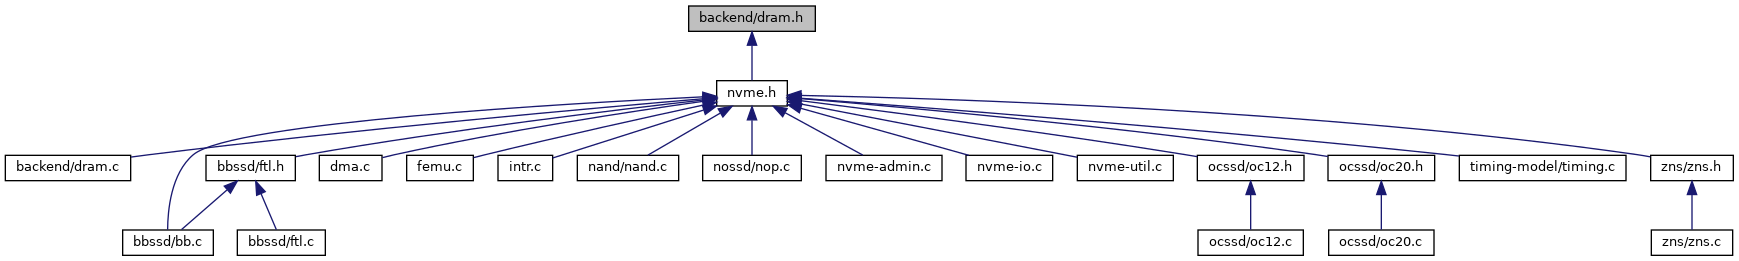 backend/dram.h
nvme.h
backend/dram.c
bbssd/ftl.h
dma.c
femu.c
intr.c
nand/nand.c
nossd/nop.c
nvme-admin.c
nvme-io.c
nvme-util.c
ocssd/oc12.h
ocssd/oc20.h
timing-model/timing.c
zns/zns.h
bbssd/bb.c
bbssd/ftl.c
ocssd/oc12.c
ocssd/oc20.c
zns/zns.c